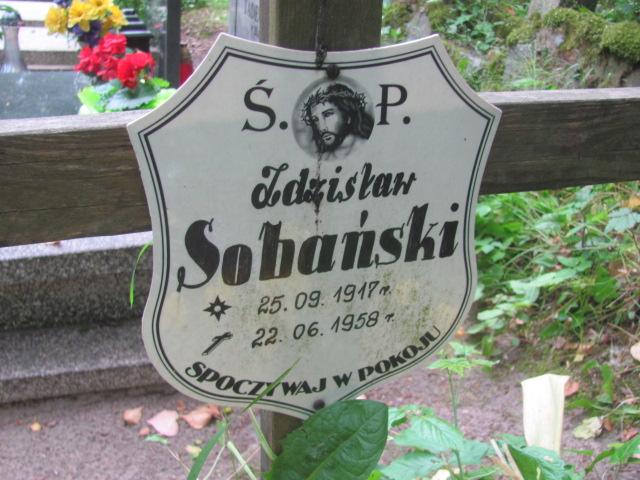 Ś. P.
Zdzisław
Sobański
25.09.1917 r.
22.06.1958 r.
SPOCZYWAJ W POKOJU